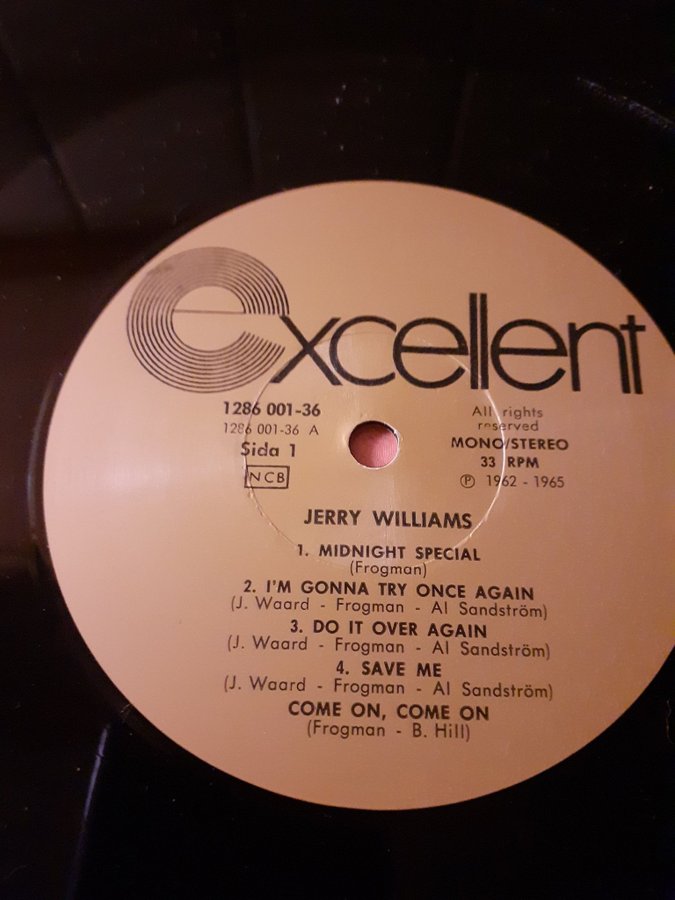 excellent
1286 001-36
1286 001-36 A
Sida 1
NCB
All rights
reserved
MONO/STEREO
33 RPM
Ⓟ 1962 - 1965
JERRY WILLIAMS
1. MIDNIGHT SPECIAL
(Frogman)
2. I'M GONNA TRY ONCE AGAIN
(J. Waard - Frogman - Al Sandström)
3. DO IT OVER AGAIN
(J. Waard - Frogman - Al Sandström)
4. SAVE ME
(J. Waard - Frogman - Al Sandström)
COME ON, COME ON
(Frogman - B. Hill)